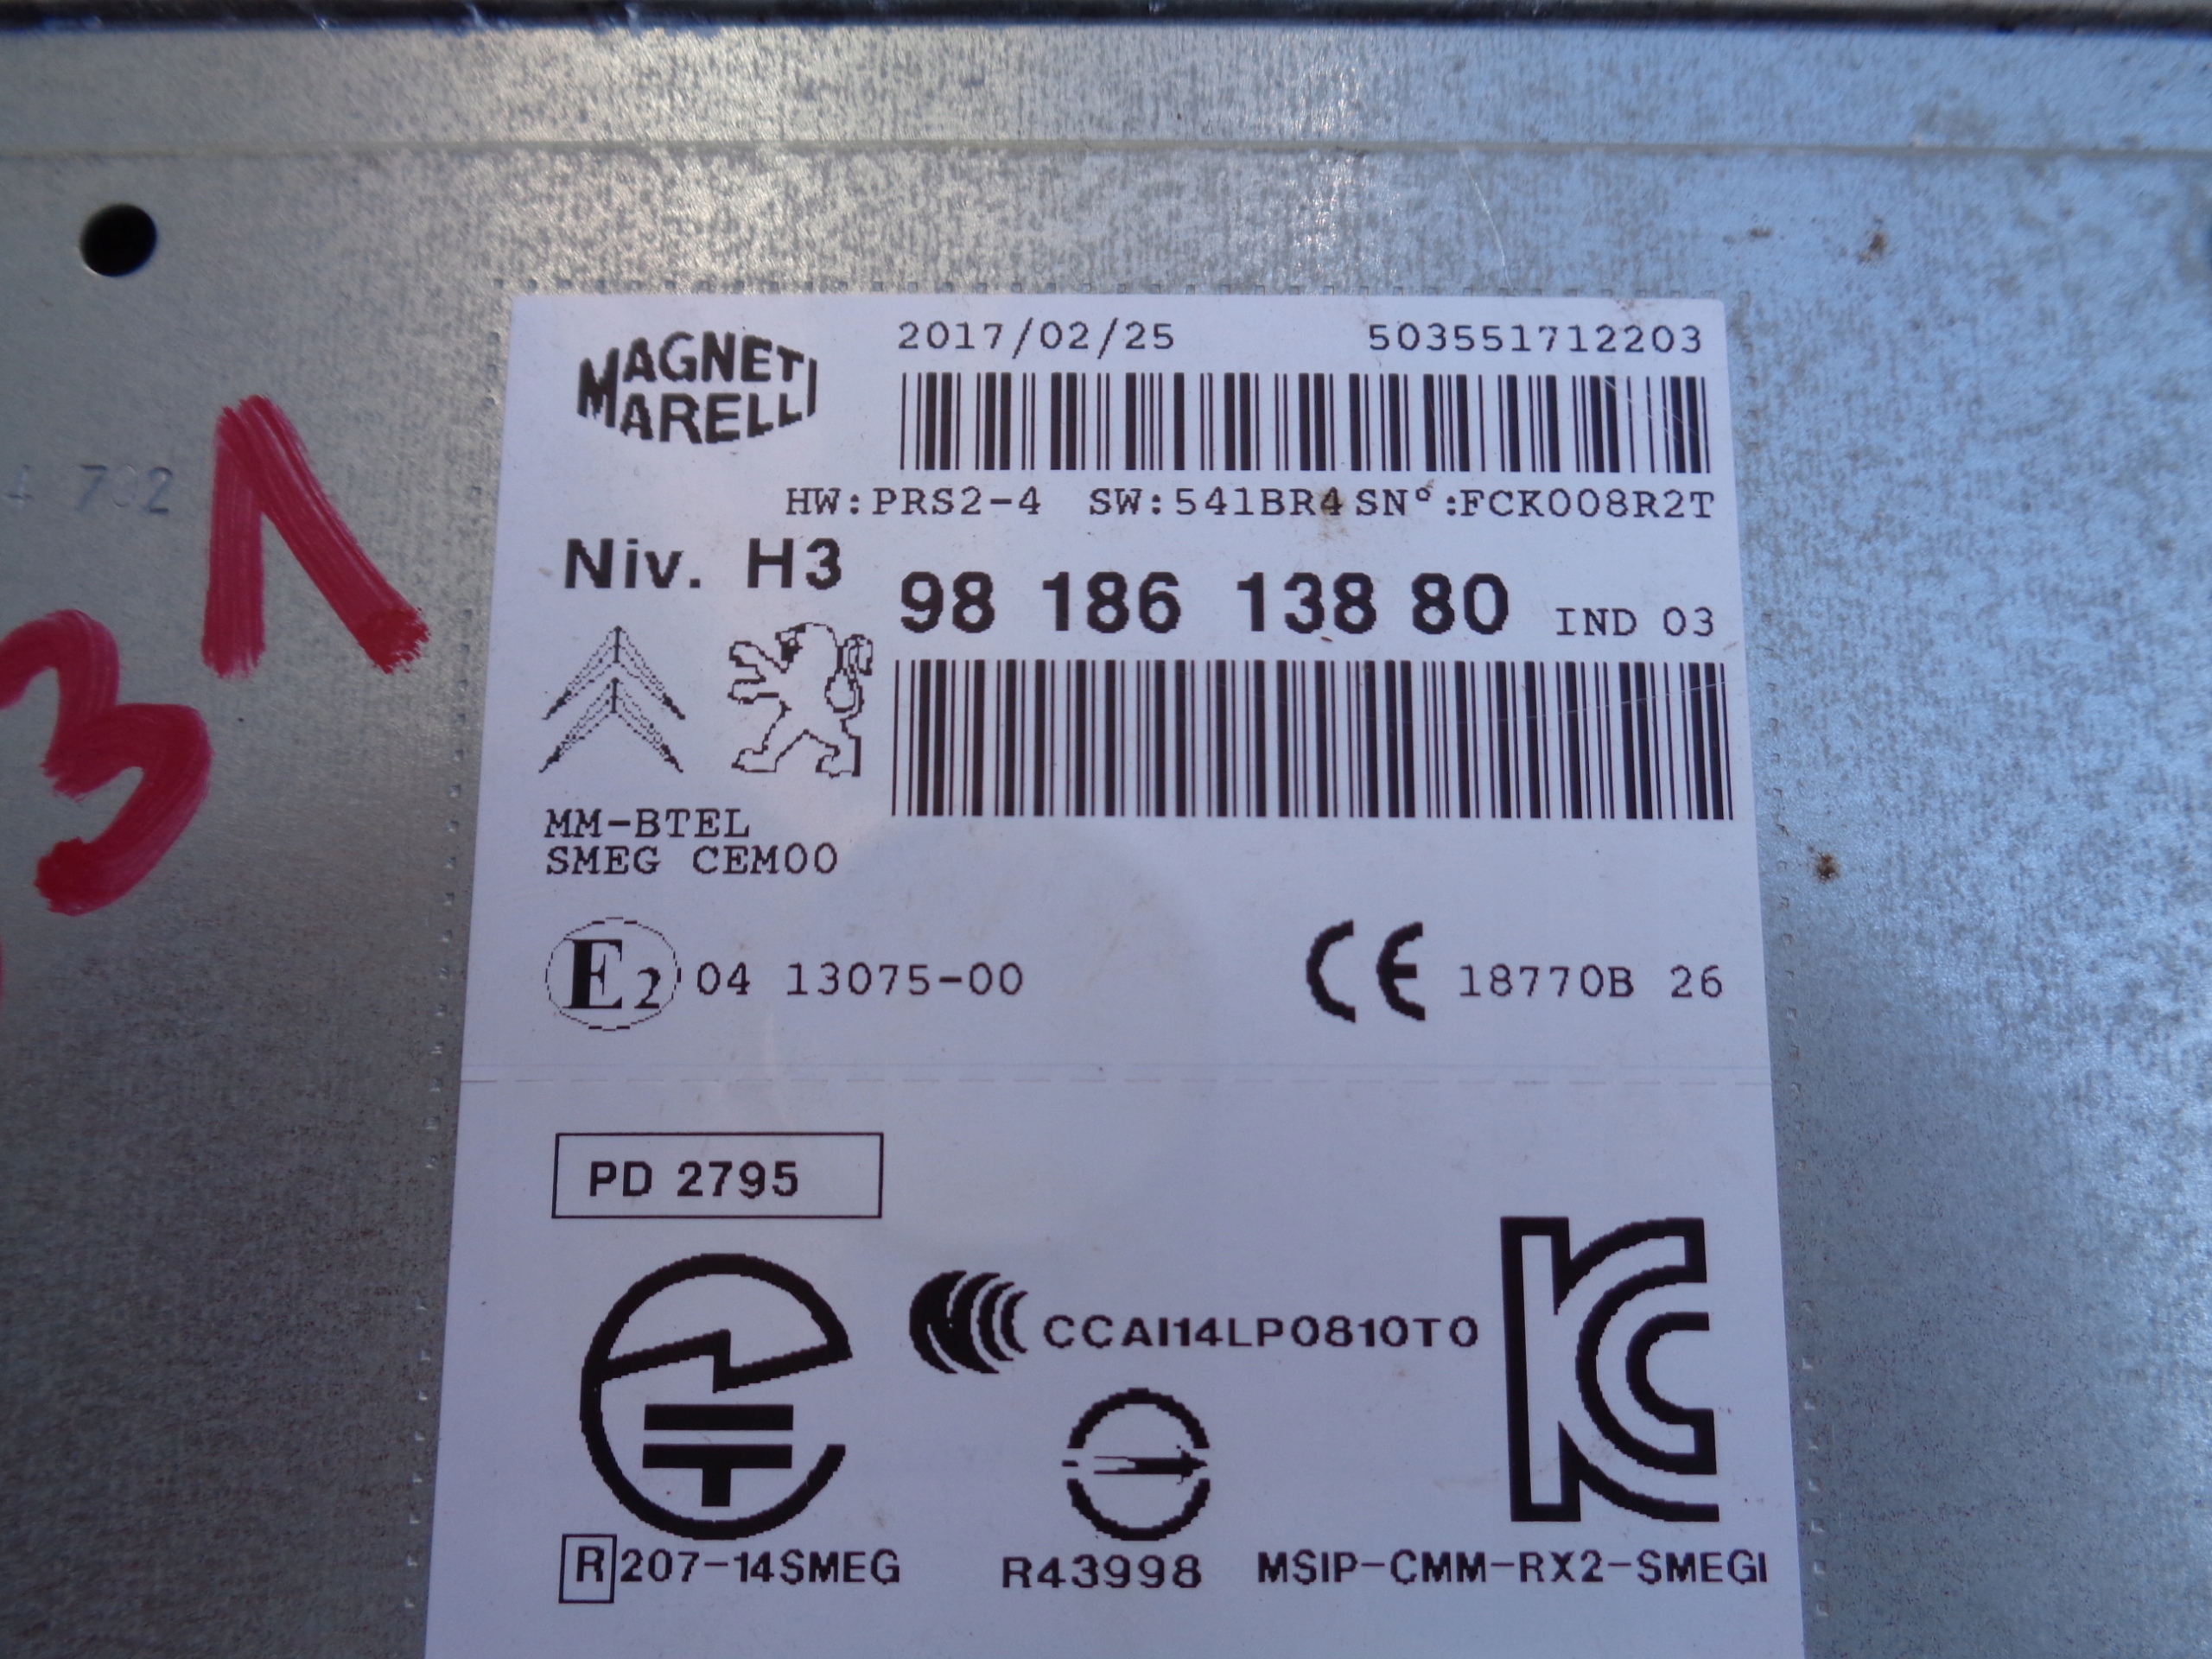 MAGNETI
MARELLI
2017/02/25 503551712203
HW:PRS2-4 SW:541BR4 SN°:FCK008R2T
Niv. H3
98 186 138 80 IND 03
MM-BTEL
SMEG CEM00
E2 04 13075-00
CE 18770B 26
PD 2795
CCAI14LP0810T0
KC
R 207-14SMEG
R43998
MSIP-CMM-RX2-SMEGI
31